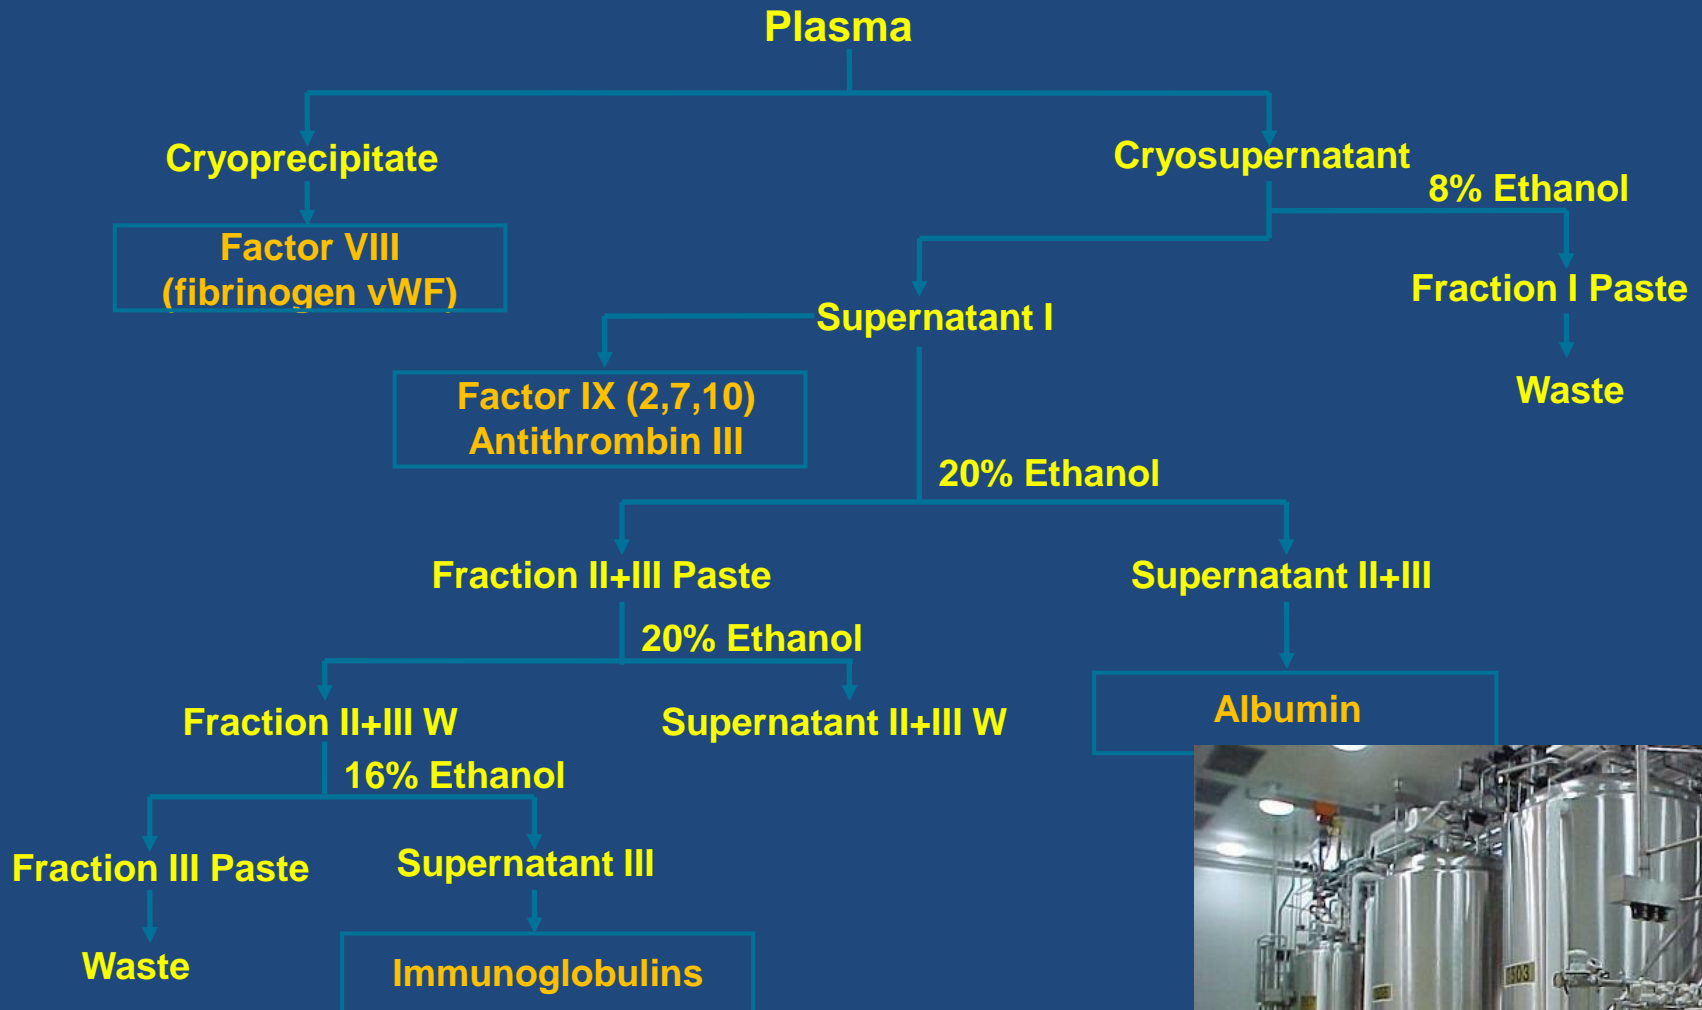 Plasma
Cryoprecipitate
Cryosupernatant
8% Ethanol
Factor VIII
(fibrinogen vWF)
Fraction I Paste
Supernatant I
Waste
Factor IX (2,7,10)
Antithrombin III
20% Ethanol
Fraction II+III Paste
Supernatant II+III
20% Ethanol
Fraction II+III W
Supernatant II+III W
Albumin
16% Ethanol
Fraction III Paste
Supernatant III
Waste
Immunoglobulins